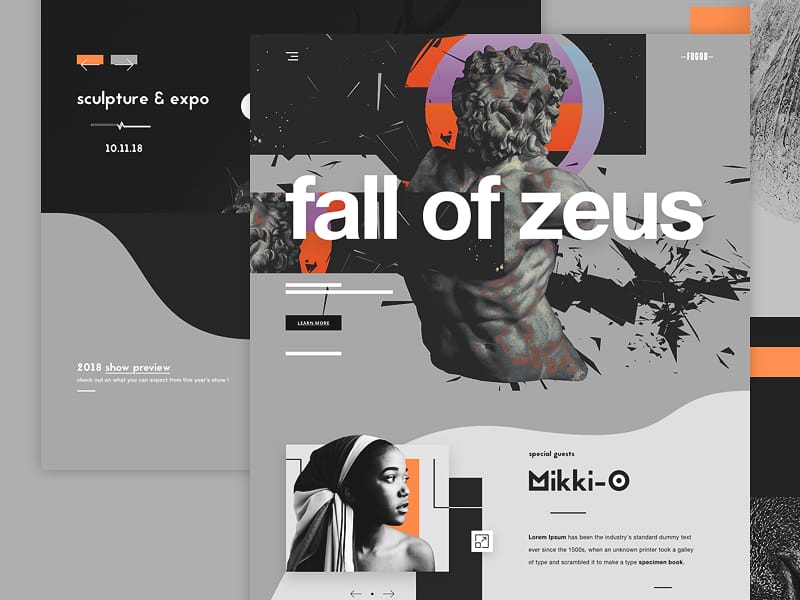 sculpture & expo
10.11.18
2018 show preview
check out on what you can expect from this year's show !
–FOGOD–
fall of zeus
LEARN MORE
special guests
Mikki-O
Lorem Ipsum has been the industry's standard dummy text
ever since the 1500s, when an unknown printer took a galley
of type and scrambled it to make a type specimen book.